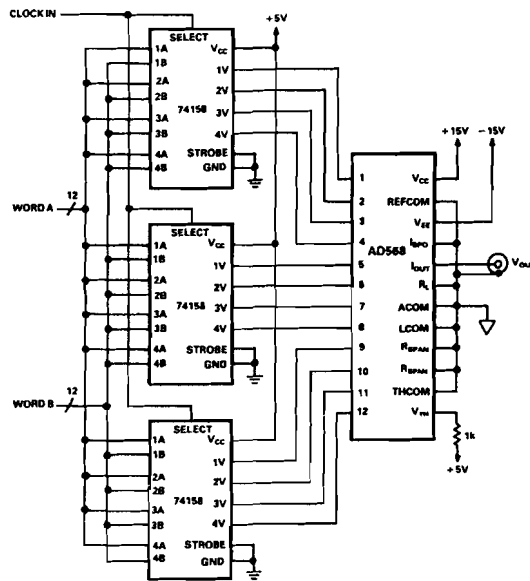 CLOCK IN
SELECT
1A
1B
2A
2B
3A
3B
4A
4B
74158
VCC
1V
2V
3V
4V
STROBE
GND
+5V
WORD A
12
SELECT
1A
1B
2A
2B
3A
3B
4A
4B
74158
VCC
1V
2V
3V
4V
STROBE
GND
WORD B
12
SELECT
1A
1B
2A
2B
3A
3B
4A
4B
74158
VCC
1V
2V
3V
4V
STROBE
GND
+15V
-15V
1
2
3
4
5
6
7
8
9
10
11
12
AD568
VCC
REFCOM
VEE
IBPO
IOUT
RL
ACOM
LCOM
RSPAN
RSPAN
THCOM
VTH
VOU
1k
+5V